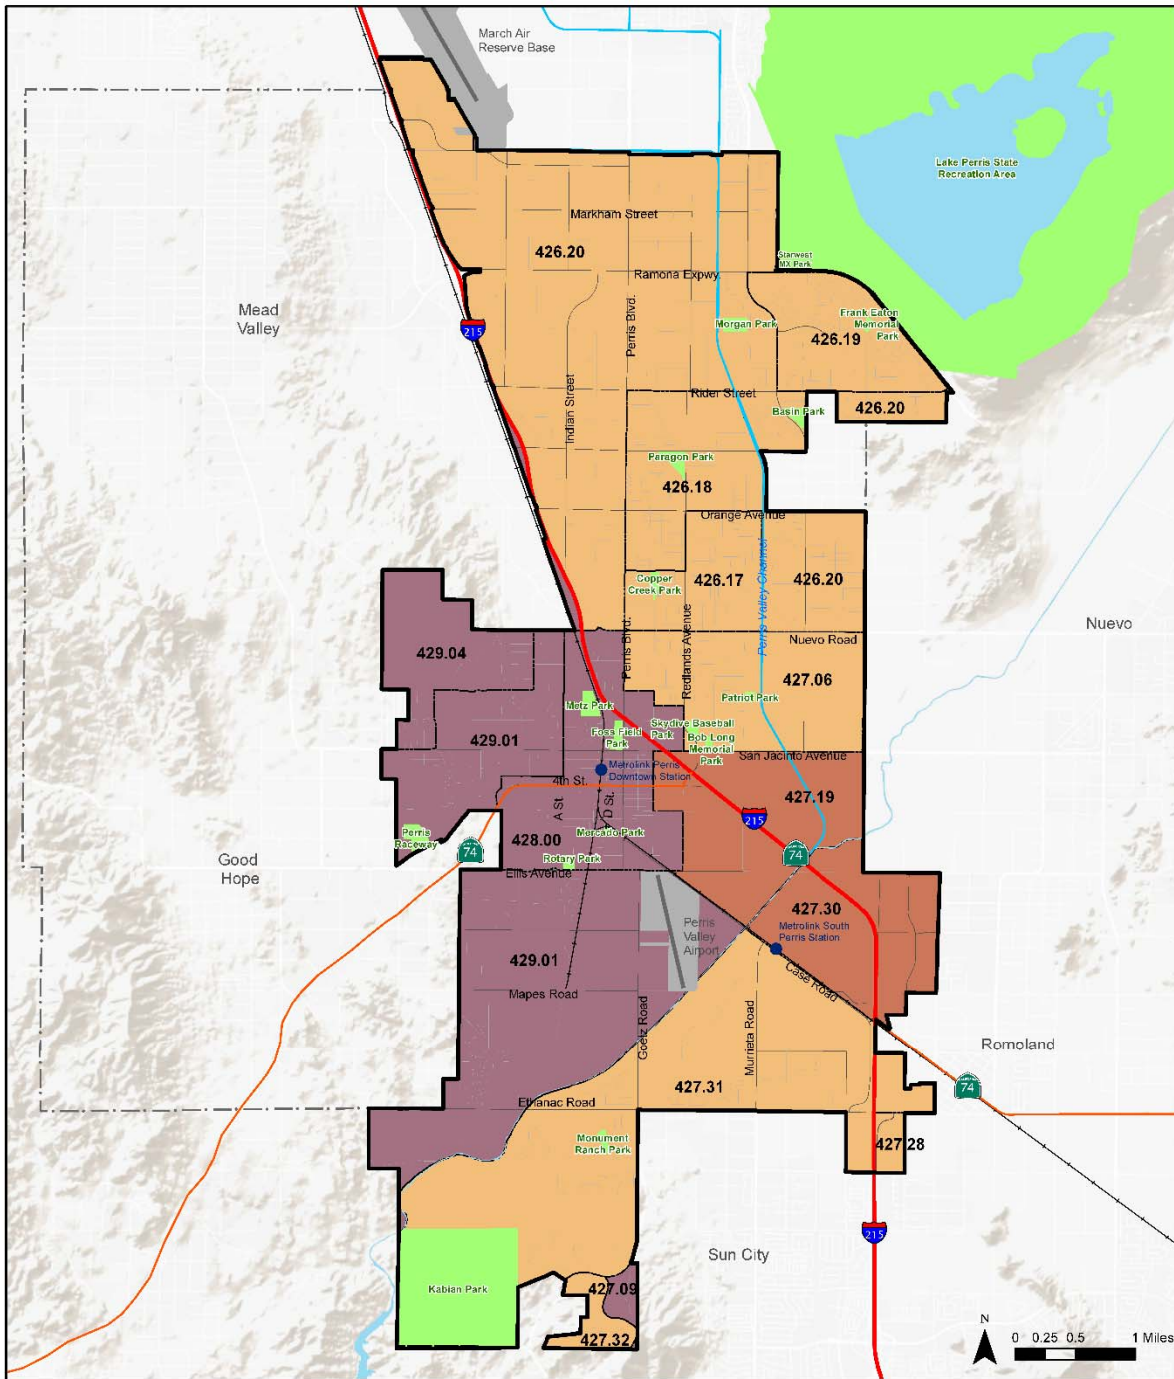 March Air
Reserve Base
Lake Perris State
Recreation Area
Markham Street
426.20
Starwest
MX Park
Ramona Expwy.
Mead
Valley
215
Perris Blvd.
Morgan Park
Frank Eaton
Memorial
Park
426.19
Indian Street
Rider Street
Basin Park
426.20
Paragon Park
426.18
Orange Avenue
Perris Valley Channel
Copper
Creek Park
426.17
426.20
Perris Blvd.
Redlands Avenue
Nuevo Road
Nuevo
429.04
427.06
Patriot Park
Metz Park
429.01
Foss Field
Park
Skydive Baseball
Park
Bob Long
Memorial
Park
San Jacinto Avenue
Metrolink Perris
Downtown Station
4th St.
427.19
A St.
D St.
215
Perris
Raceway
428.00
Mercado Park
74
74
Good
Hope
Rotary Park
Ellis Avenue
427.30
Perris
Valley
Airport
Metrolink South
Perris Station
429.01
Case Road
Mapes Road
Goetz Road
Murrieta Road
Romoland
74
427.31
Ethanac Road
Monument
Ranch Park
427.28
215
Sun City
Kabian Park
427.09
427.32
N
0 0.25 0.5 1 Miles